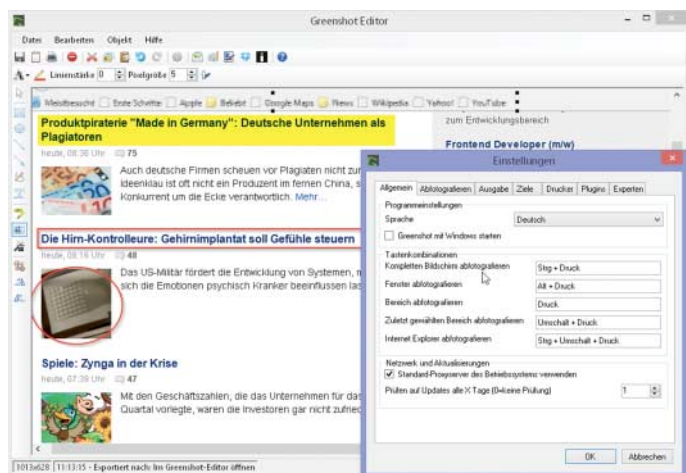 Greenshot Editor
Datei Bearbeiten Objekt Hilfe
Linienstärke 0 Pixelgröße 5
Meistbesucht Erste Schritte Apple Beliebt Google Maps News Wikipedia Yahoo! YouTube
Produktpiraterie "Made in Germany": Deutsche Unternehmen als
Plagiatoren
heute, 08:36 Uhr 75
Auch deutsche Firmen scheuen vor Plagiaten nicht zur
Ideenklau ist oft nicht ein Produzent im fernen China, s
Konkurrent um die Ecke verantwortlich. Mehr...
Die Hirn-Kontrolleure: Gehirnimplantat soll Gefühle steuern
heute, 08:16 Uhr 48
Das US-Militär fördert die Entwicklung von Systemen, m
sich die Emotionen psychisch Kranker beeinflussen las
Spiele: Zynga in der Krise
heute, 07:39 Uhr 47
Mit den Geschäftszahlen, die das Unternehmen für das
Quartal vorlegte, waren die Investoren gar nicht zufried
zum Entwicklungsbereich
Frontend Developer (m/w)
Einstellungen
Allgemein Abfotografieren Ausgabe Ziele Drucker Plugins Experten
Programmeinstellungen
Sprache Deutsch
Greenshot mit Windows starten
Tastenkombinationen
Kompletten Bildschirm abfotografieren Strg + Druck
Fenster abfotografieren Alt + Druck
Bereich abfotografieren Druck
Zuletzt gewählten Bereich abfotografieren Umschalt + Druck
Internet Explorer abfotografieren Strg + Umschalt + Druck
Netzwerk und Aktualisierungen
Standard-Proxyserver des Betriebssystems verwenden
Prüfen auf Updates alle X Tage (0=keine Prüfung) 1
OK Abbrechen
1013x628 11:13:15 - Exportiert nach: Im Greenshot-Editor öffnen